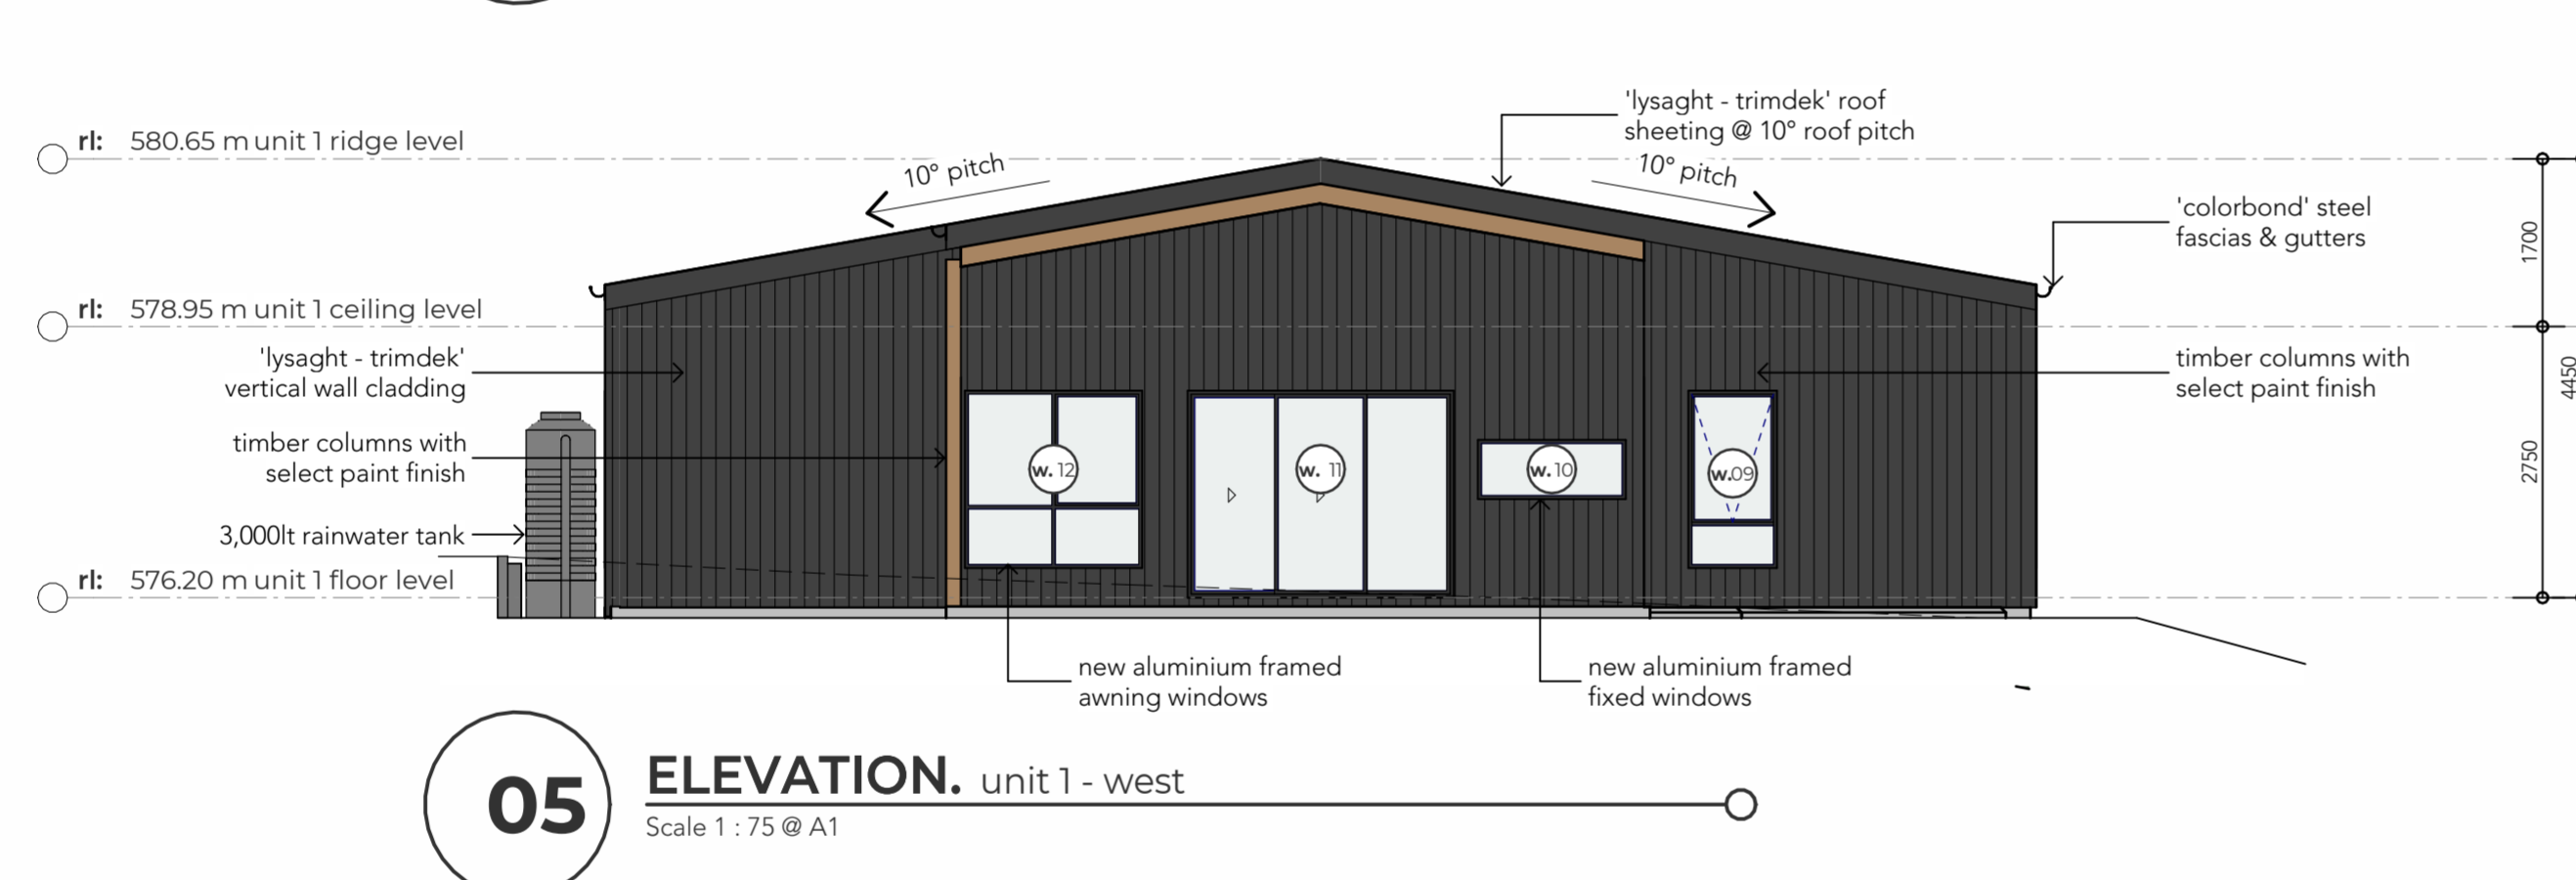 'lysaght - trimdek' roof
sheeting @ 10° roof pitch
rl: 580.65 m unit 1 ridge level
10° pitch
10° pitch
'colorbond' steel
fascias & gutters
1700
rl: 578.95 m unit 1 ceiling level
'lysaght - trimdek'
vertical wall cladding
timber columns with
select paint finish
4450
timber columns with
select paint finish
w. 12
w. 11
w. 10
w. 09
2750
3,000lt rainwater tank
rl: 576.20 m unit 1 floor level
new aluminium framed
awning windows
new aluminium framed
fixed windows
05
ELEVATION. unit 1 - west
Scale 1 : 75 @ A1